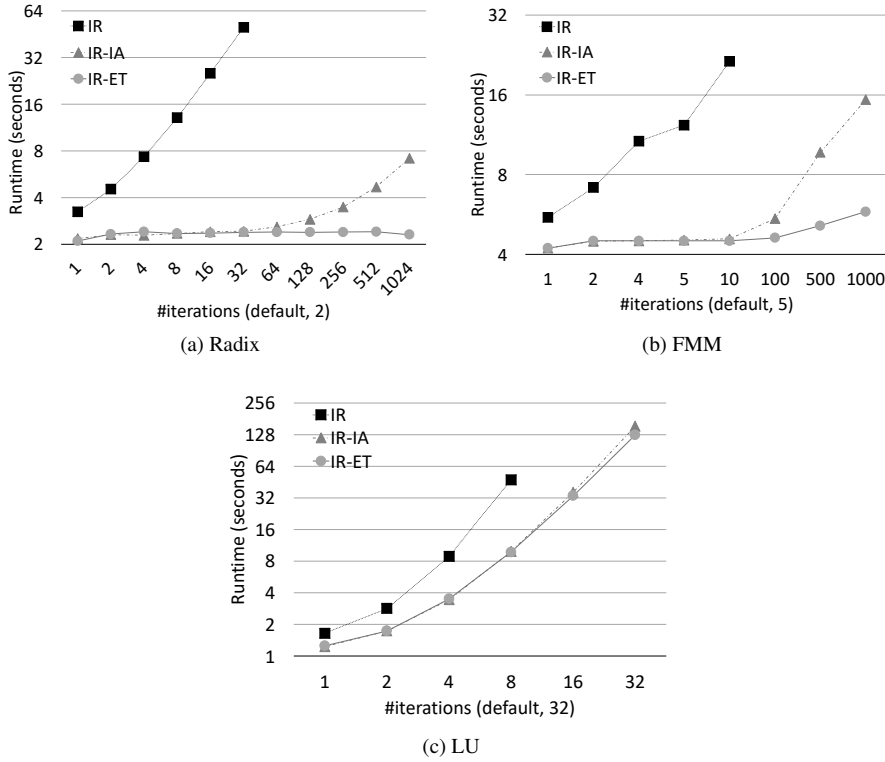 64
32
16
8
4
2
Runtime (seconds)
IR
IR-IA
IR-ET
1 2 4 8 16 32 64 128 256 512 1024
#iterations (default, 2)
(a) Radix
32
16
8
4
Runtime (seconds)
IR
IR-IA
IR-ET
1 2 4 5 10 100 500 1000
#iterations (default, 5)
(b) FMM
256
128
64
32
16
8
4
2
1
Runtime (seconds)
IR
IR-IA
IR-ET
1 2 4 8 16 32
#iterations (default, 32)
(c) LU